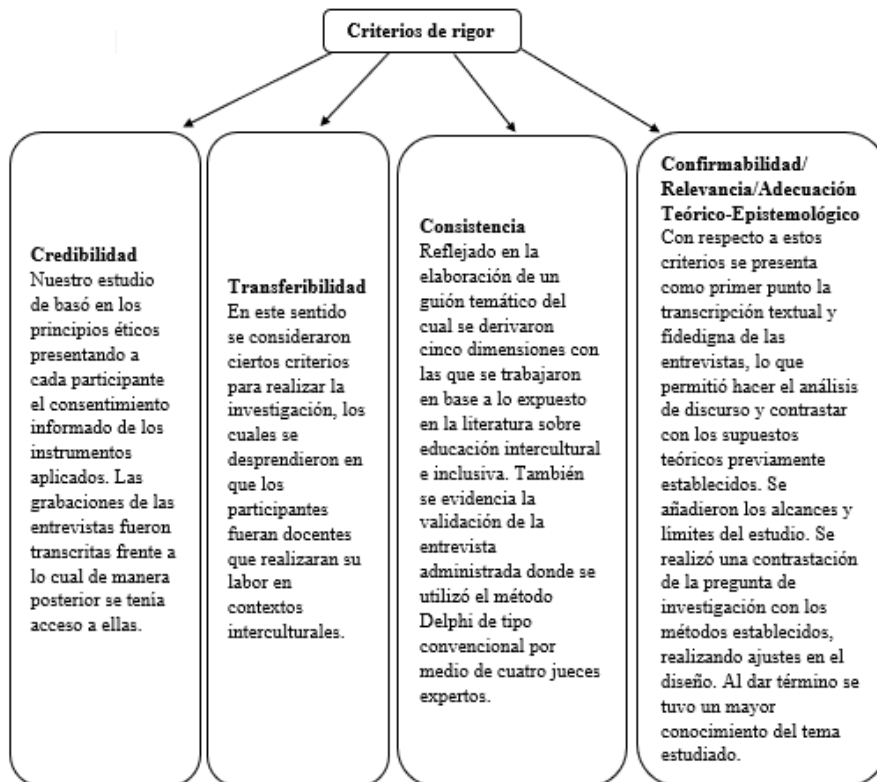 Criterios de rigor
Credibilidad
Nuestro estudio
de basó en los
principios éticos
presentando a
cada participante
el consentimiento
informado de los
instrumentos
aplicados. Las
grabaciones de las
entrevistas fueron
transcritas frente a
lo cual de manera
posterior se tenía
acceso a ellas.
Transferibilidad
En este sentido
se consideraron
ciertos criterios
para realizar la
investigación, los
cuales se
desprendieron en
que los
participantes
fueran docentes
que realizaran su
labor en
contextos
interculturales.
Consistencia
Reflejado en la
elaboración de un
guión temático del
cual se derivaron
cinco dimensiones con
las que se trabajaron
en base a lo expuesto
en la literatura sobre
educación intercultural
e inclusiva. También
se evidencia la
validación de la
entrevista
administrada donde se
utilizó el método
Delphi de tipo
convencional por
medio de cuatro jueces
expertos.
Confirmabilidad/
Relevancia/Adecuación
Teórico-Epistemológico
Con respecto a estos
criterios se presenta
como primer punto la
transcripción textual y
fidedigna de las
entrevistas, lo que
permitió hacer el análisis
de discurso y contrastar
con los supuestos
teóricos previamente
establecidos. Se
añadieron los alcances y
límites del estudio. Se
realizó una contrastación
de la pregunta de
investigación con los
métodos establecidos,
realizando ajustes en el
diseño. Al dar término se
tuvo un mayor
conocimiento del tema
estudiado.